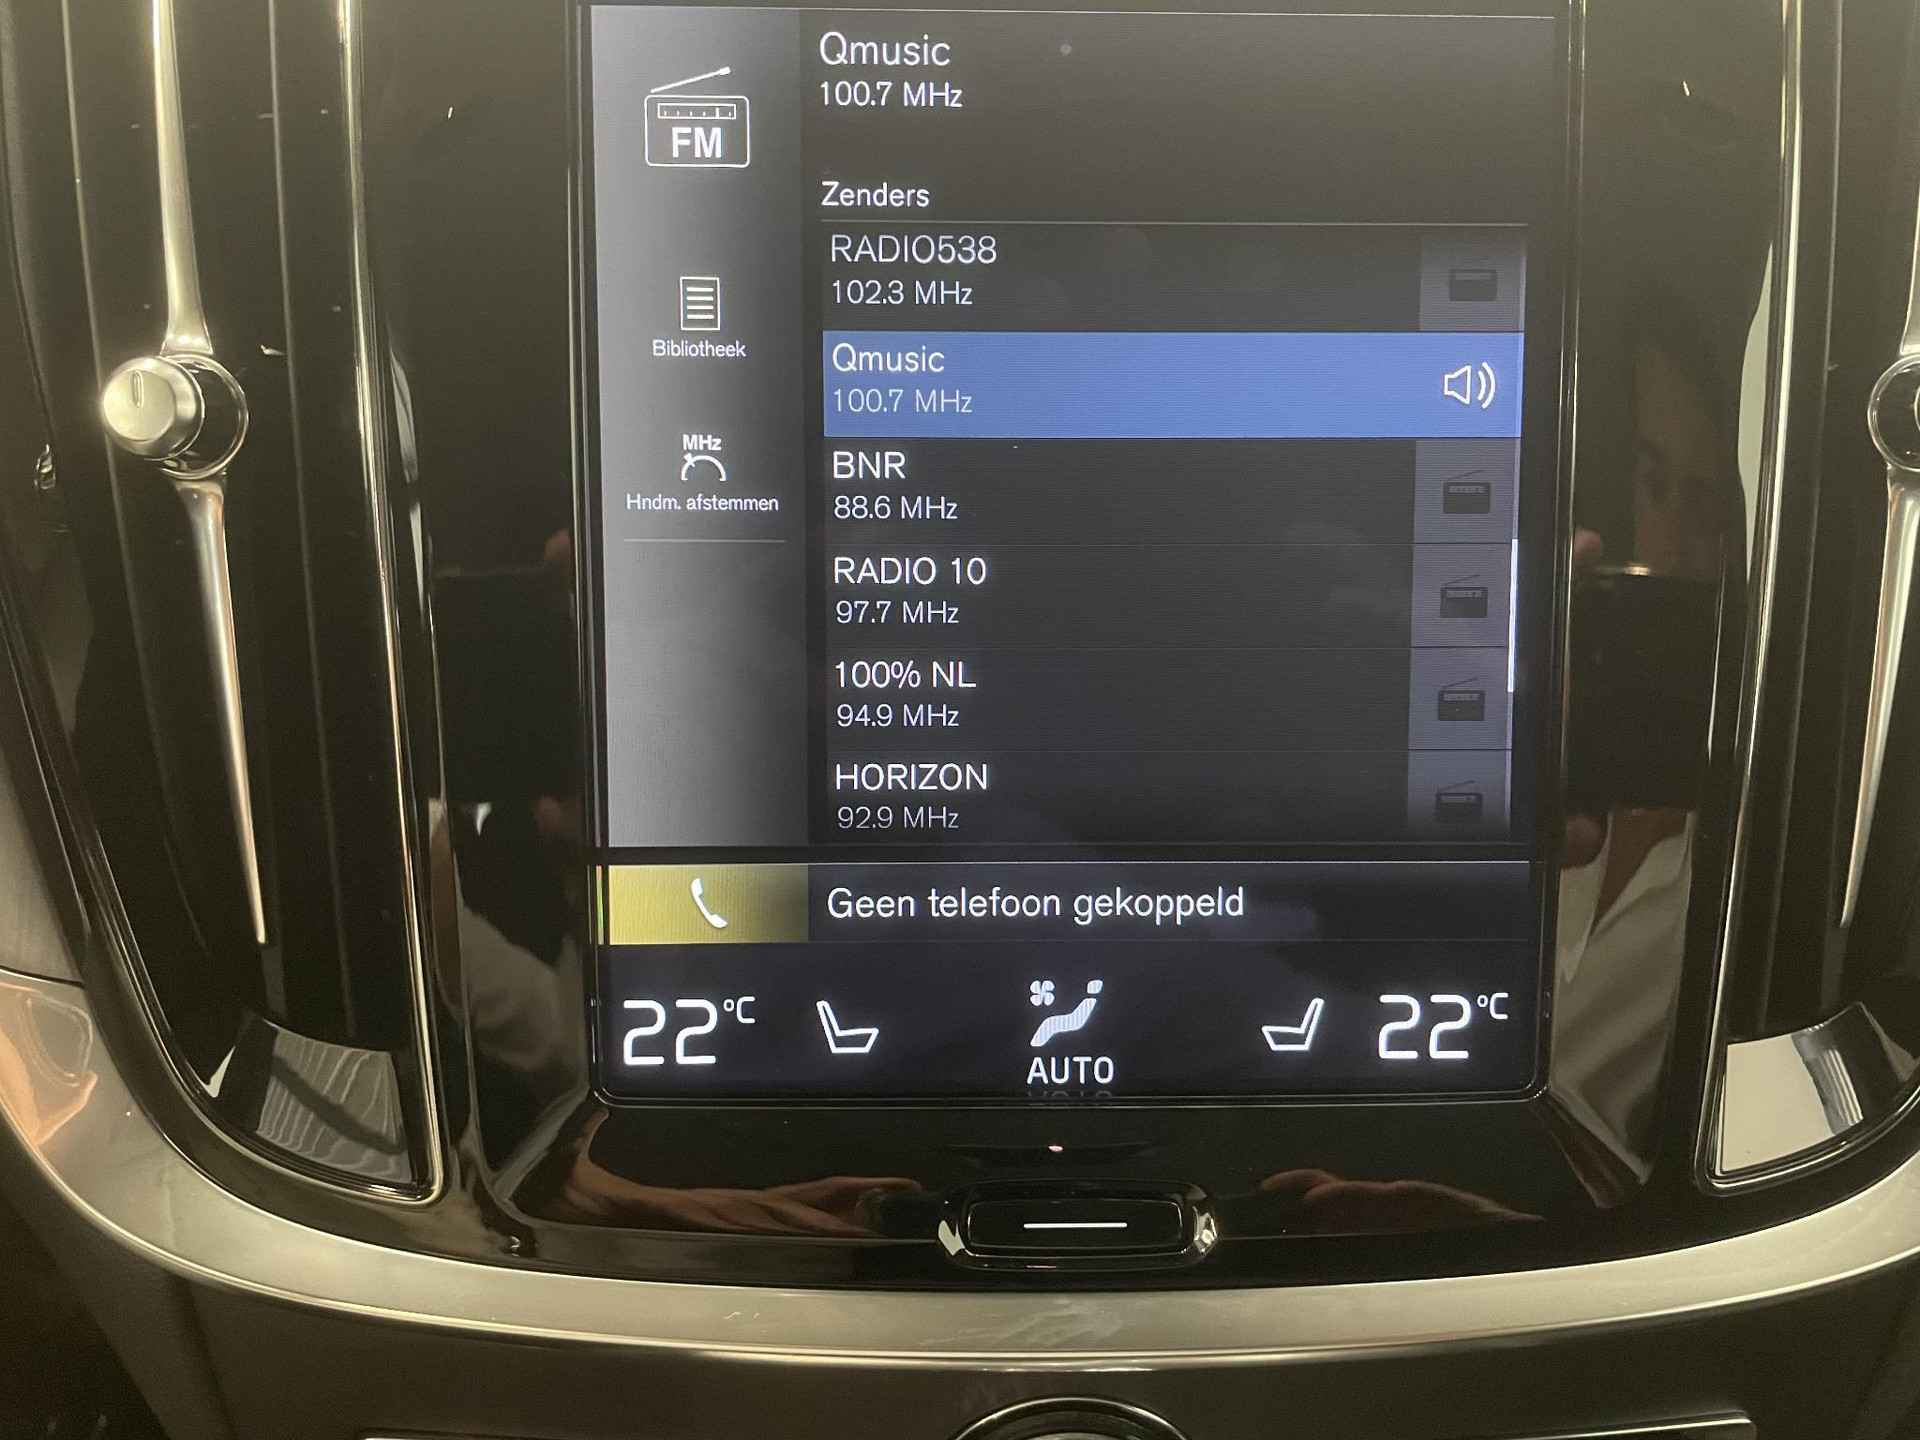 Qmusic
100.7 MHz
FM
Zenders
RADIO538
102.3 MHz
Bibliotheek
Qmusic
100.7 MHz
MHz
Hndm. afstemmen
BNR
88.6 MHz
RADIO 10
97.7 MHz
100% NL
94.9 MHz
HORIZON
92.9 MHz
Geen telefoon gekoppeld
22°C
22°C
AUTO